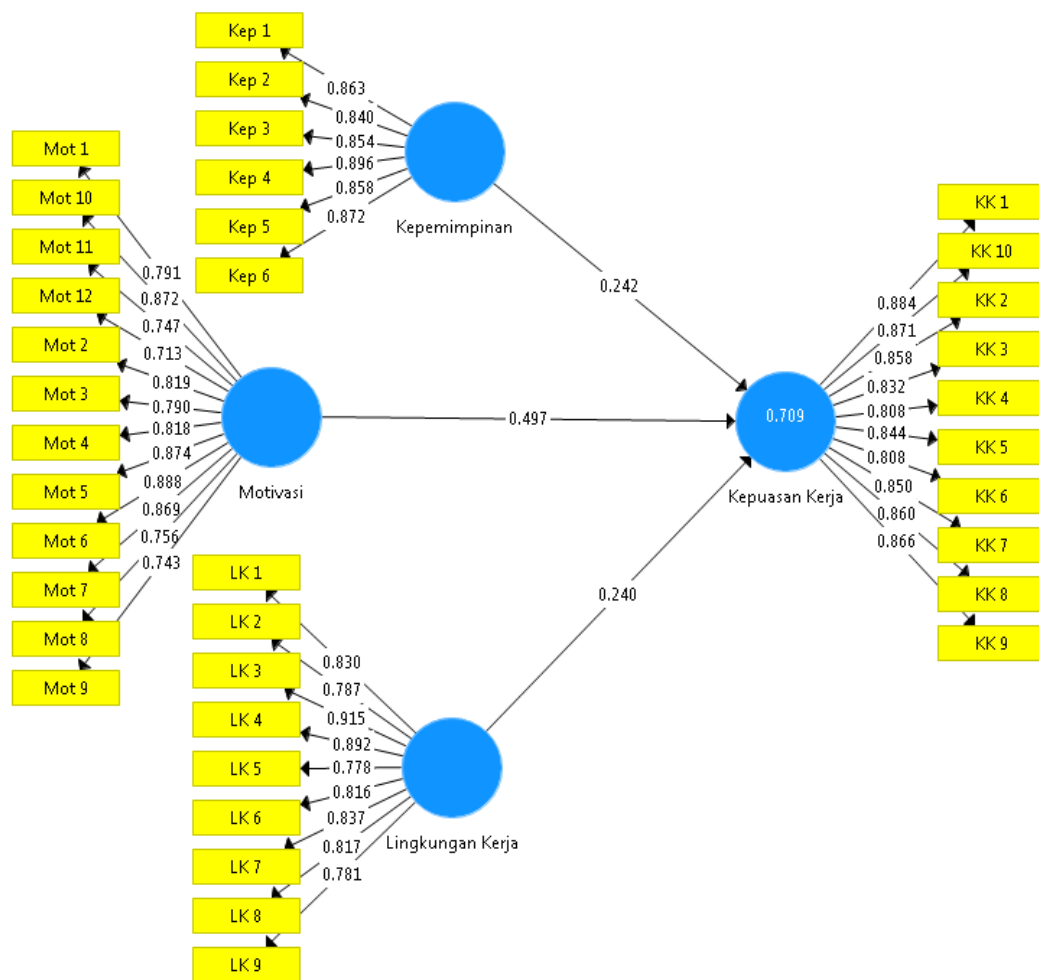 Kep 1
Kep 2
Kep 3
Kep 4
Kep 5
Kep 6
0.863
0.840
0.854
0.896
0.858
0.872
Kepemimpinan
Mot 1
Mot 10
Mot 11
Mot 12
Mot 2
Mot 3
Mot 4
Mot 5
Mot 6
Mot 7
Mot 8
Mot 9
0.791
0.872
0.747
0.713
0.819
0.790
0.818
0.874
0.888
0.869
0.756
0.743
Motivasi
LK 1
LK 2
LK 3
LK 4
LK 5
LK 6
LK 7
LK 8
LK 9
0.830
0.787
0.915
0.892
0.778
0.816
0.837
0.817
0.781
Lingkungan Kerja
0.242
0.497
0.240
0.709
Kepuasan Kerja
0.884
0.871
0.858
0.832
0.808
0.844
0.808
0.850
0.860
0.866
KK 1
KK 10
KK 2
KK 3
KK 4
KK 5
KK 6
KK 7
KK 8
KK 9